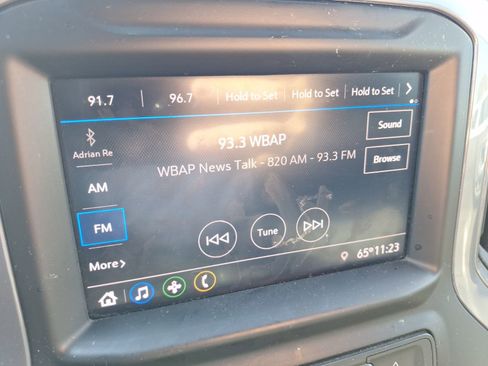 91.7 96.7 Hold to Set Hold to Set Hold to Set
Adrian Re
93.3 WBAP
Sound
WBAP News Talk - 820 AM - 93.3 FM
Browse
AM
FM
Tune
More
65° 11:23